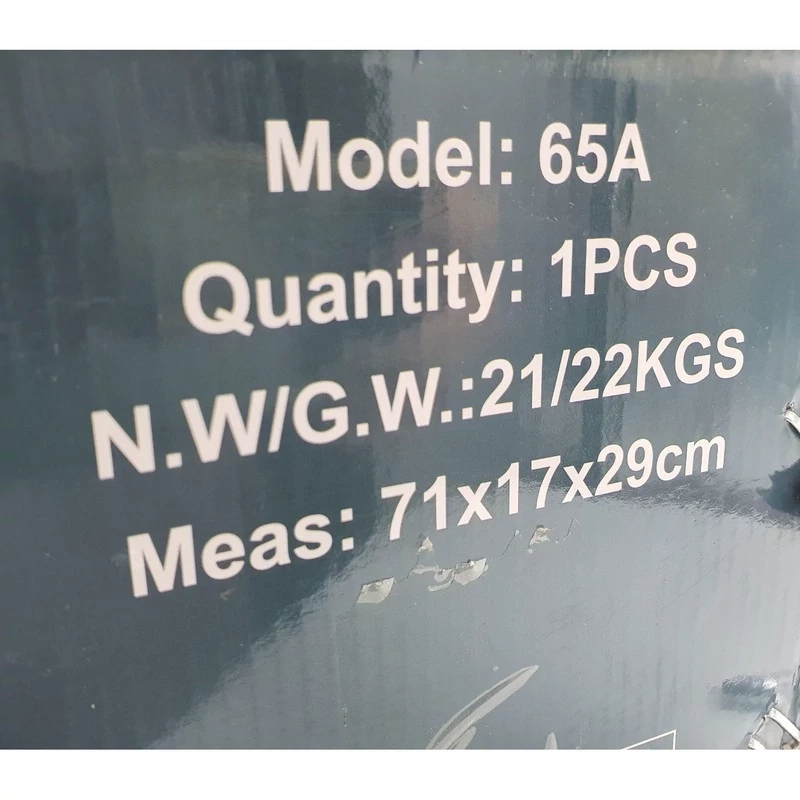 Model: 65A
Quantity: 1PCS
N.W/G.W.:21/22KGS
Meas: 71x17x29cm